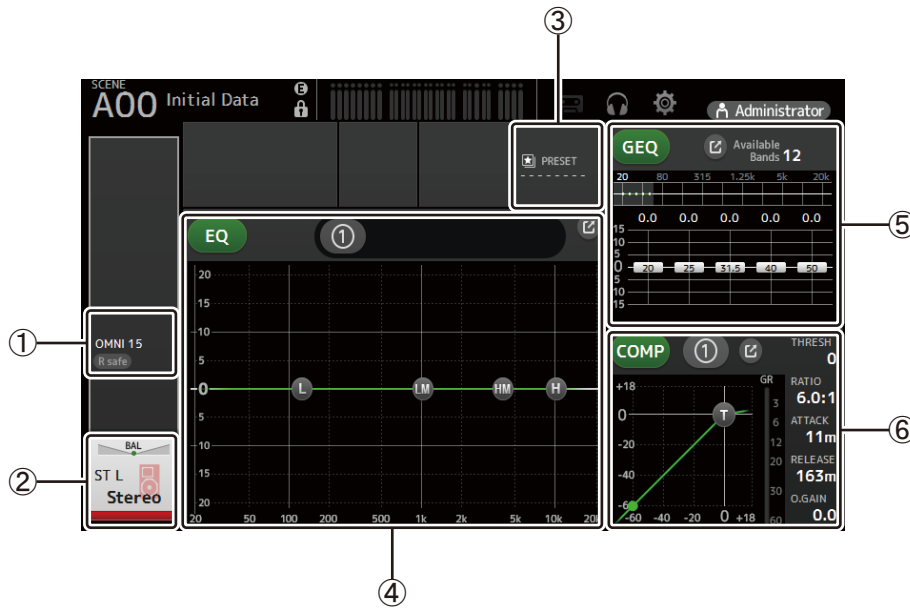 ③
SCENE
A00 Initial Data
E
Administrator
PRESET
--------
GEQ
Available
Bands 12
20 80 315 1.25k 5k 20k
0.0 0.0 0.0 0.0 0.0
15
10
5
0
5
10
15
20 25 31.5 40 50
⑤
EQ
①
20
15
10
5
0
5
10
15
20
L LM HM H
20 50 100 200 500 1k 2k 5k 10k
①
OMNI 15
R safe
②
BAL
ST L
Stereo
④
COMP
①
THRESH
0
RATIO
6.0:1
ATTACK
11m
RELEASE
163m
O.GAIN
0.0
GR
3
6
12
20
30
60
+18
0
-20
-40
T
-60 -40 -20 0 +18
⑥